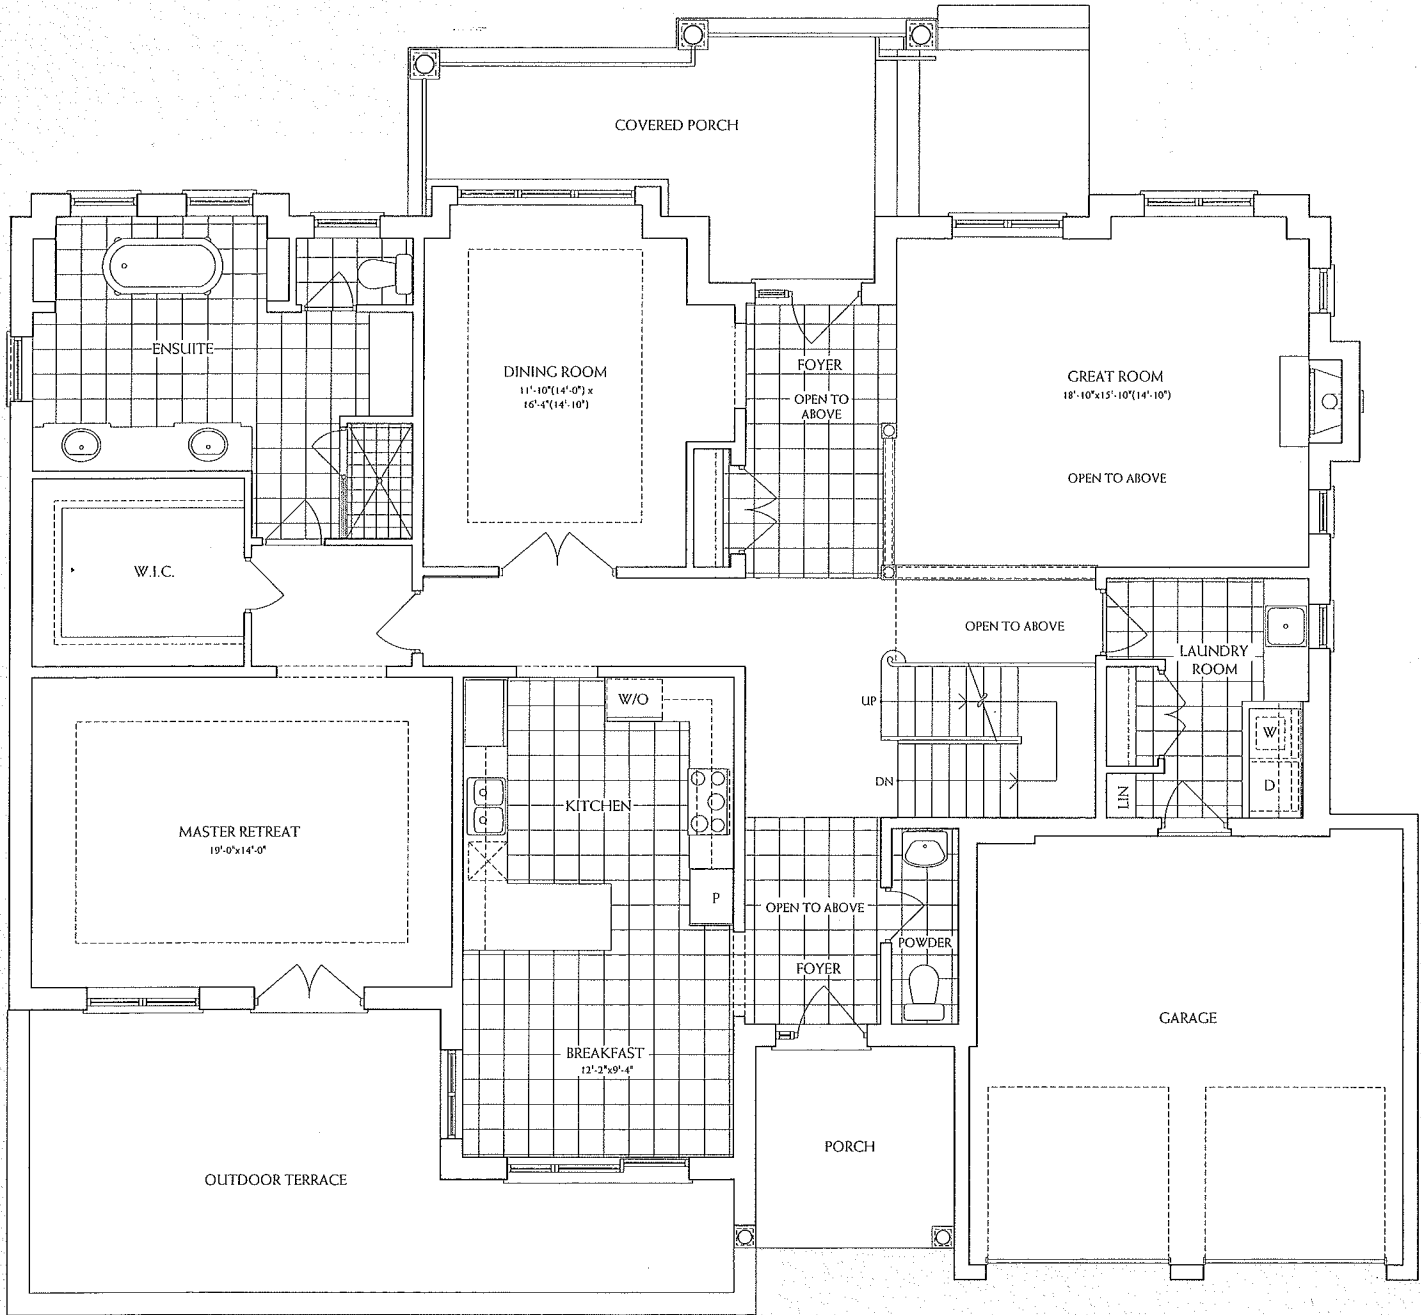 COVERED PORCH
ENSUITE
DINING ROOM
11'-10"(14'-0") x
16'-4"(14'-10")
FOYER
OPEN TO
ABOVE
GREAT ROOM
18'-10"x15'-10"(14'-10")
OPEN TO ABOVE
W.I.C.
OPEN TO ABOVE
LAUNDRY
ROOM
UP
W/O
W
DN
D
LIN
KITCHEN
MASTER RETREAT
19'-0"x14'-0"
P
OPEN TO ABOVE
POWDER
FOYER
GARAGE
BREAKFAST
12'-2"x9'-4"
PORCH
OUTDOOR TERRACE